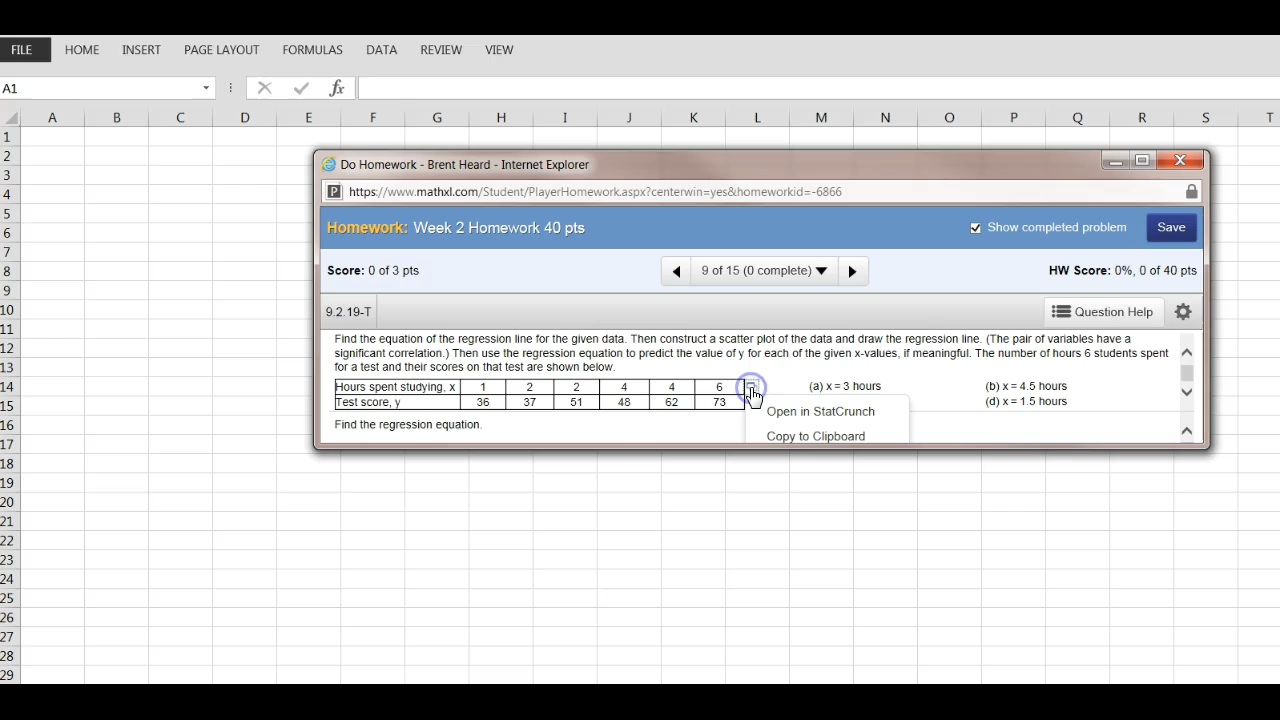 FILE HOME INSERT PAGE LAYOUT FORMULAS DATA REVIEW VIEW
A1 fx
A B C D E F G H I J K L M N O P Q R S T
1
2
3
4
5
6
7
8
9
10
11
12
13
14
15
16
17
18
19
20
21
22
23
24
25
26
27
28
29
Do Homework - Brent Heard - Internet Explorer
P https://www.mathxl.com/Student/PlayerHomework.aspx?centerwin=yes&homeworkid=-6866
Homework: Week 2 Homework 40 pts Show completed problem Save
Score: 0 of 3 pts 9 of 15 (0 complete) HW Score: 0%, 0 of 40 pts
9.2.19-T Question Help
Find the equation of the regression line for the given data. Then construct a scatter plot of the data and draw the regression line. (The pair of variables have a
significant correlation.) Then use the regression equation to predict the value of y for each of the given x-values, if meaningful. The number of hours 6 students spent
for a test and their scores on that test are shown below.
Hours spent studying, x 1 2 2 4 4 6 (a) x = 3 hours (b) x = 4.5 hours
Test score, y 36 37 51 48 62 73 (d) x = 1.5 hours
Open in StatCrunch
Find the regression equation.
Copy to Clipboard